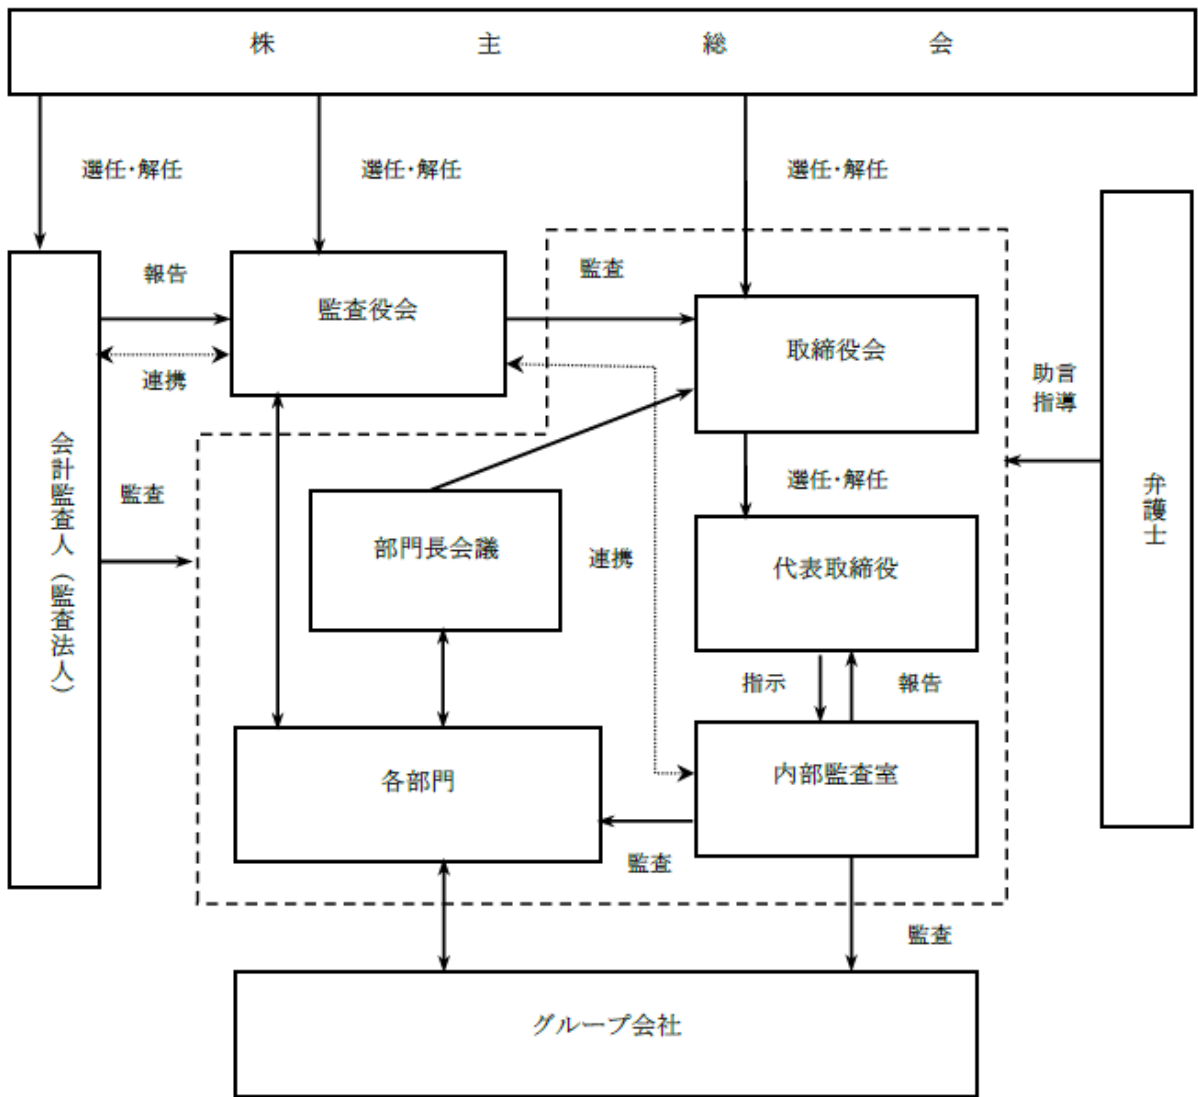 株主総会
選任・解任
選任・解任
選任・解任
報告
監査役会
監査
取締役会
連携
助言
指導
会計監査人（監査法人）
監査
選任・解任
弁護士
部門長会議
連携
代表取締役
指示
報告
各部門
内部監査室
監査
監査
グループ会社